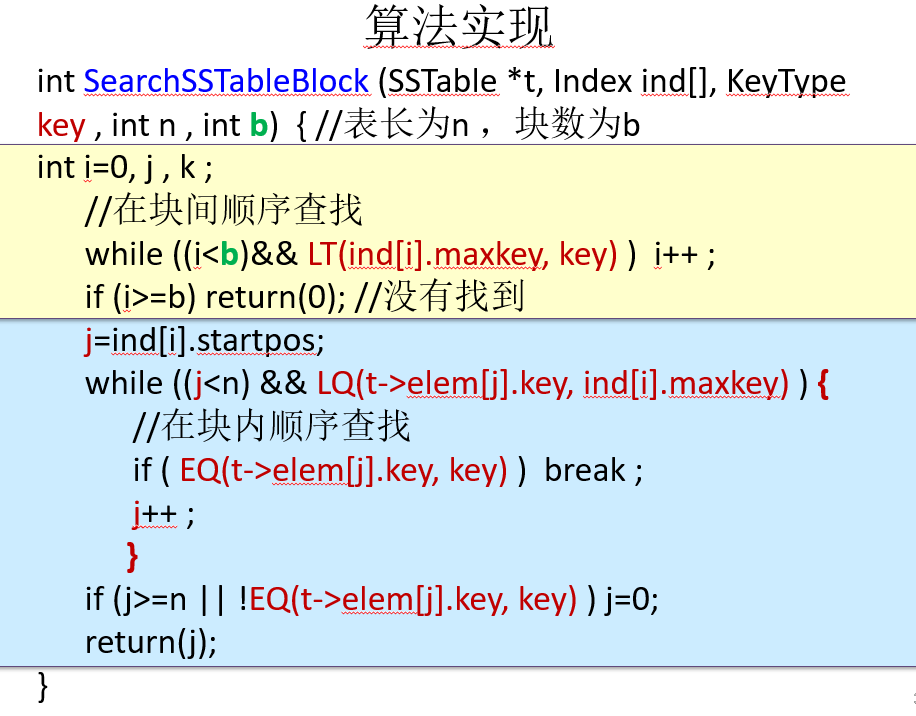 算法实现
int SearchSSTableBlock (SSTable *t, Index ind[], KeyType
key , int n , int b) { //表长为n ，块数为b
int i=0, j , k ;
//在块间顺序查找
while ((i<b)&& LT(ind[i].maxkey, key) ) i++ ;
if (i>=b) return(0); //没有找到
j=ind[i].startpos;
while ((j<n) && LQ(t->elem[j].key, ind[i].maxkey) ) {
//在块内顺序查找
if ( EQ(t->elem[j].key, key) ) break ;
j++ ;
}
if (j>=n || !EQ(t->elem[j].key, key) ) j=0;
return(j);
}